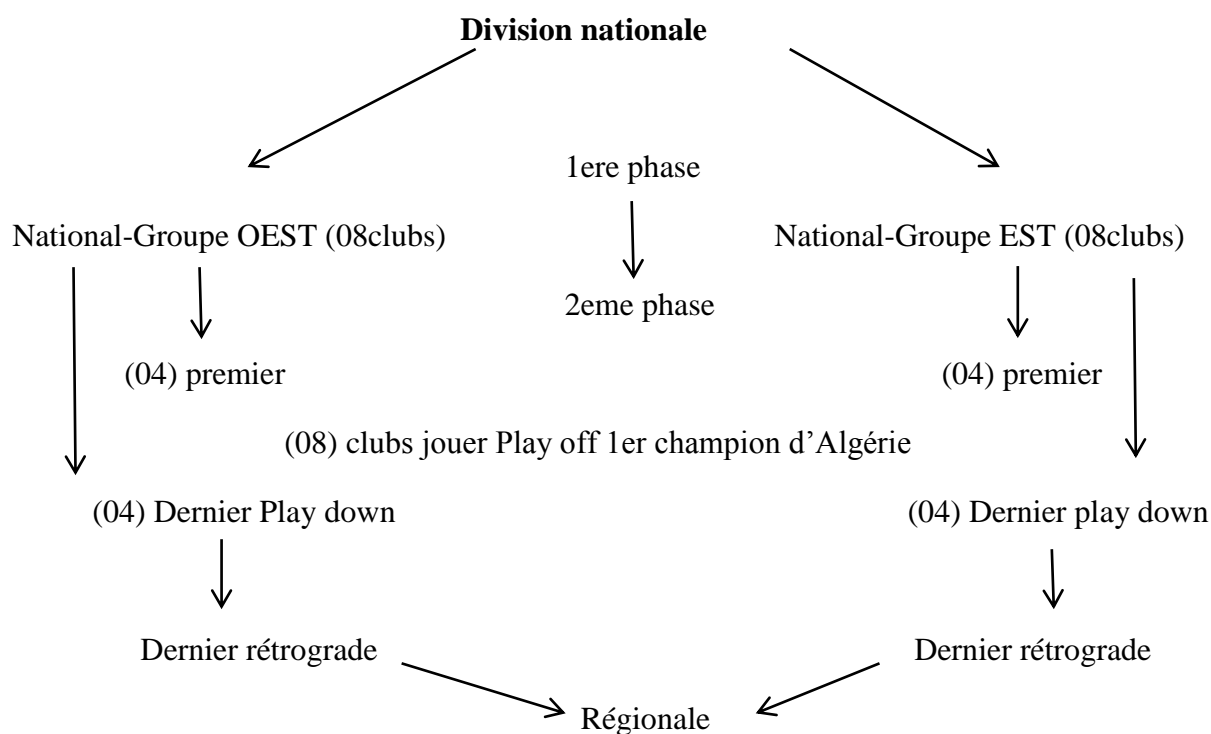 Division nationale
1ere phase
National-Groupe OEST (08clubs)
National-Groupe EST (08clubs)
2eme phase
(04) premier
(04) premier
(08) clubs jouer Play off 1er champion d’Algérie
(04) Dernier Play down
(04) Dernier play down
Dernier rétrograde
Dernier rétrograde
Régionale